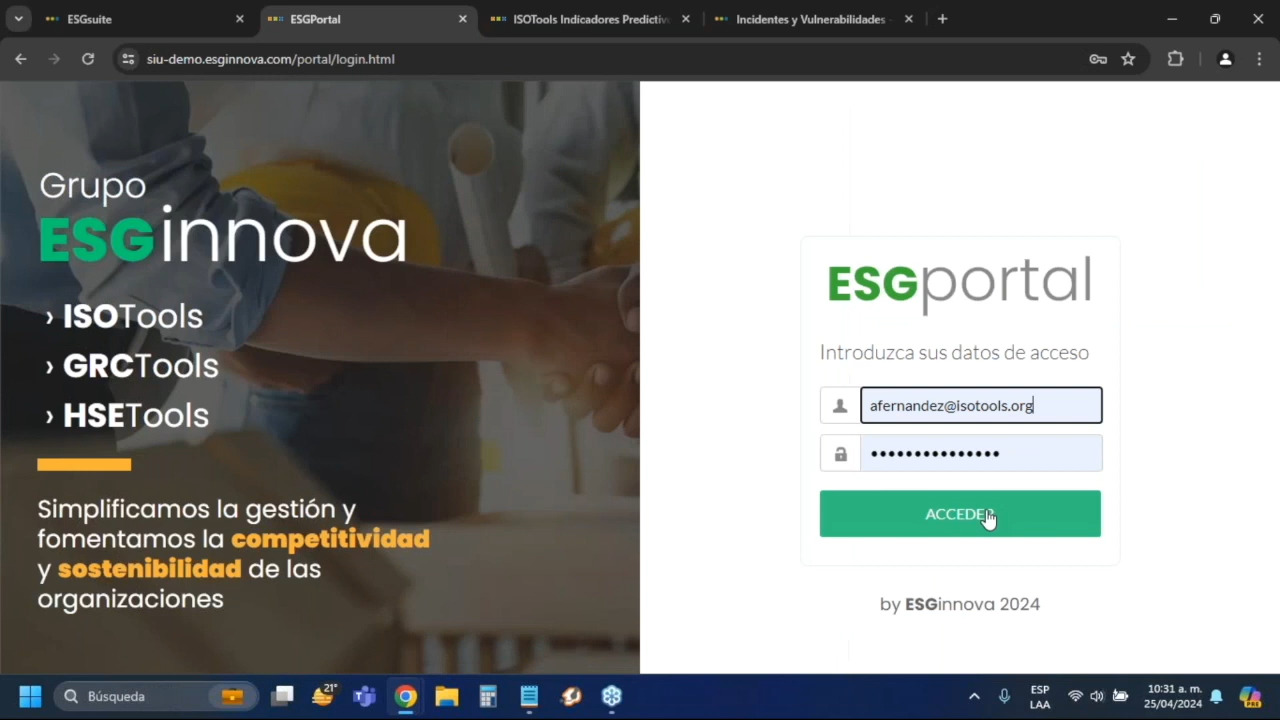 ESGsuite
ESGPortal
ISOTools Indicadores Predictiv
Incidentes y Vulnerabilidades
siu-demo.esginnova.com/portal/login.html
Grupo
ESGinnova
› ISOTools
› GRCTools
› HSETools
Simplificamos la gestión y
fomentamos la competitividad
y sostenibilidad de las
organizaciones
ESGportal
Introduzca sus datos de acceso
afernandez@isotools.org
•••••••••••••••
ACCEDER
by ESGinnova 2024
Búsqueda
21°
ESP
LAA
10:31 a. m.
25/04/2024
PRE